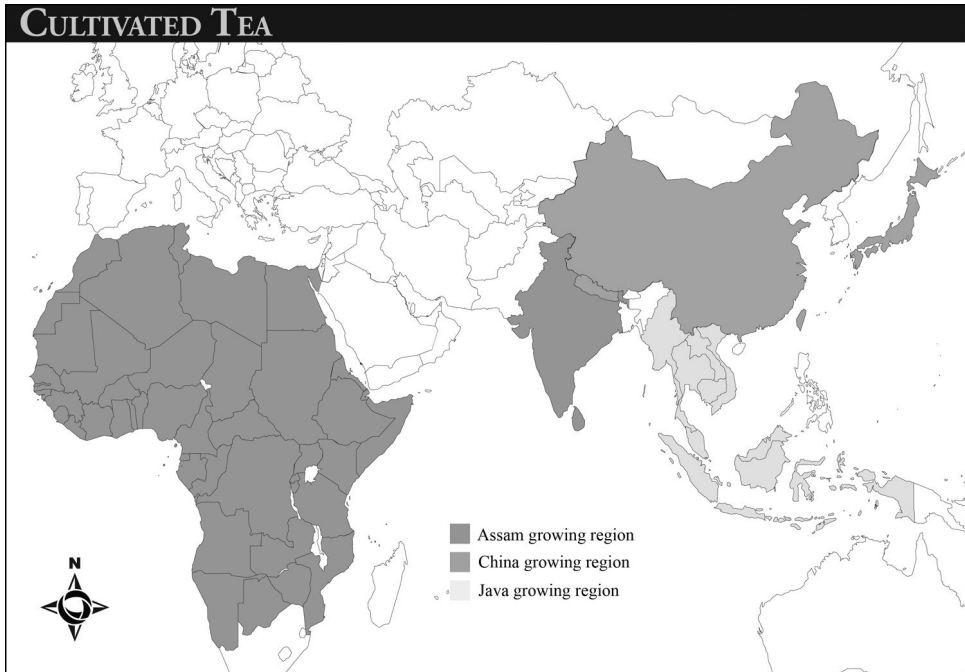 CULTIVATED TEA
Assam growing region
China growing region
Java growing region
N